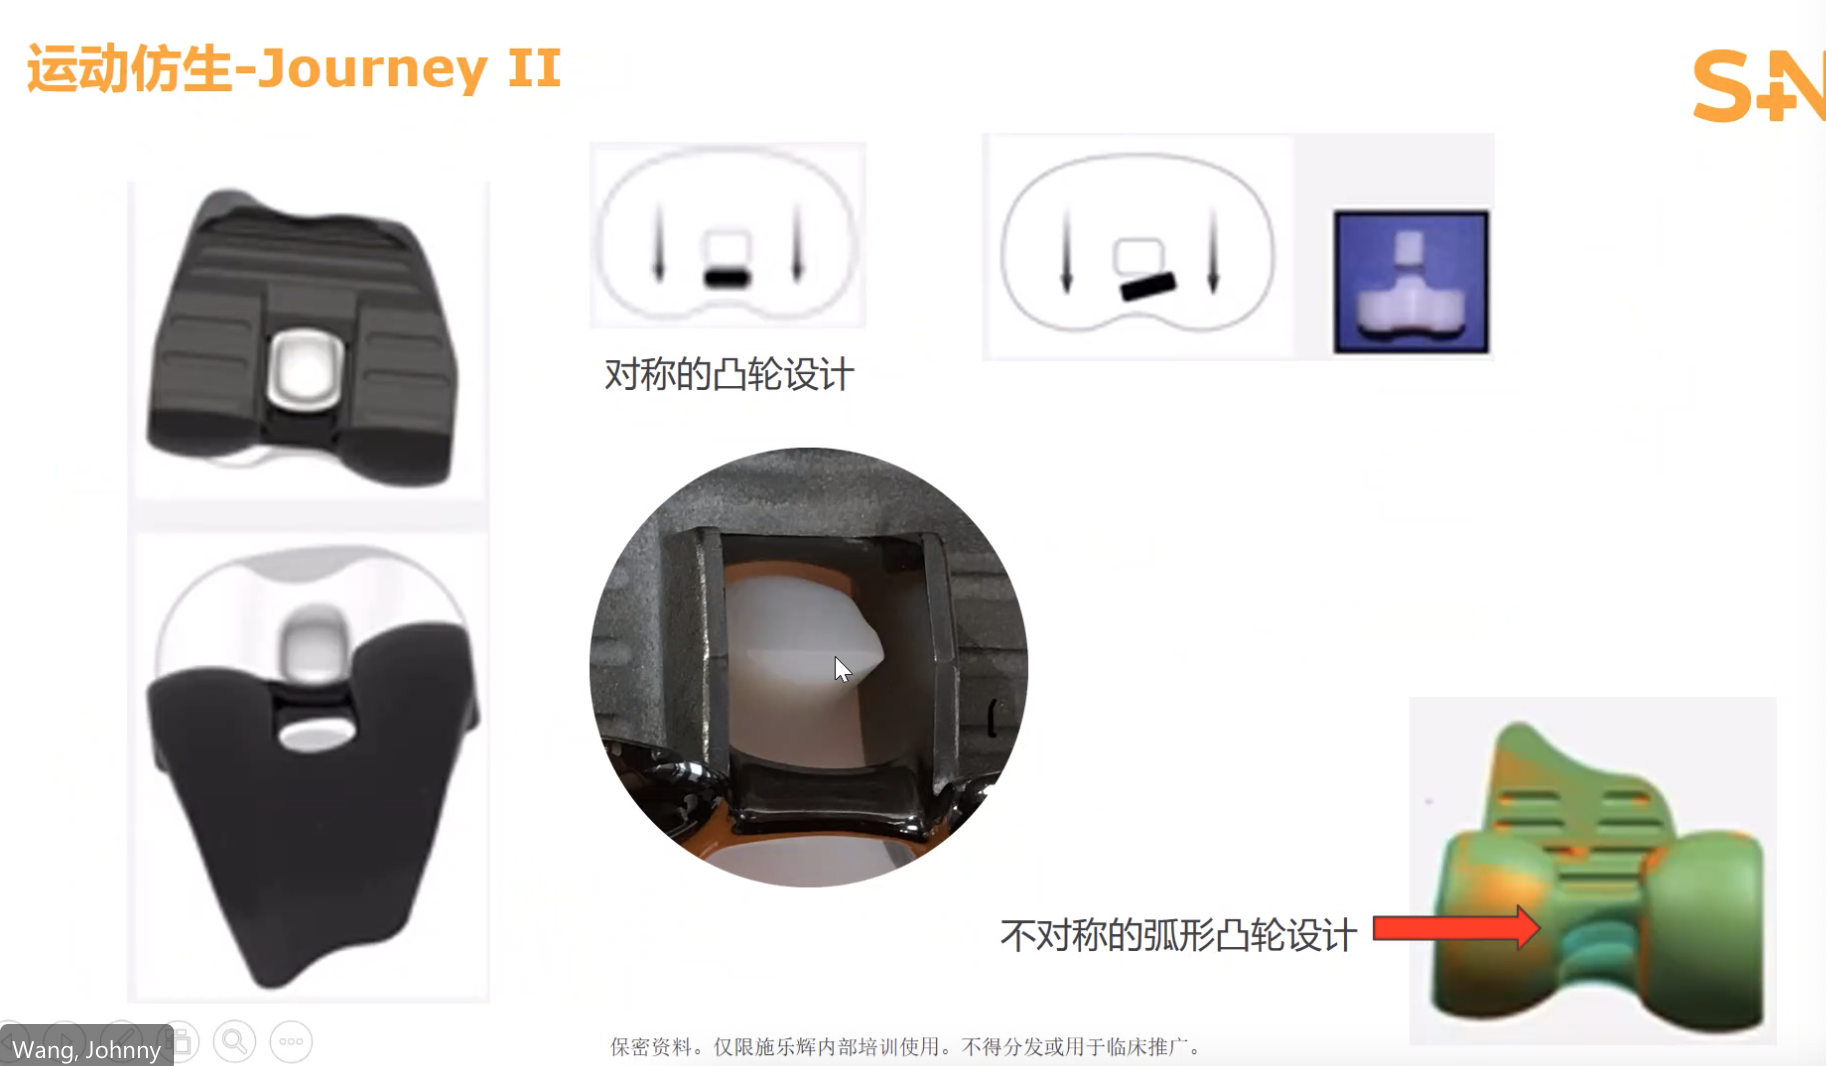 运动仿生-Journey II
S+N
对称的凸轮设计
不对称的弧形凸轮设计
保密资料。仅限施乐辉内部培训使用。不得分发或用于临床推广。
Wang, Johnny